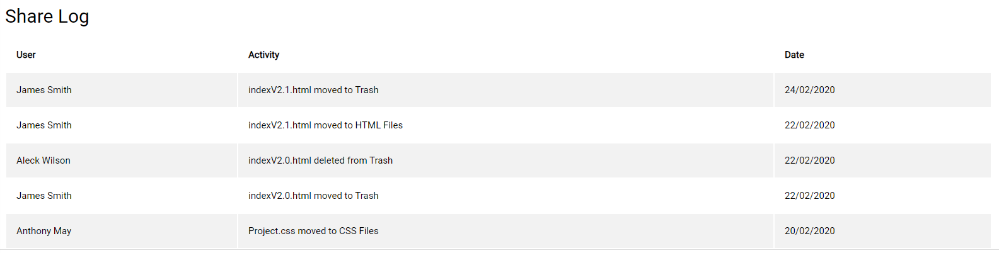 Share Log
User Activity Date
James Smith indexV2.1.html moved to Trash 24/02/2020
James Smith indexV2.1.html moved to HTML Files 22/02/2020
Aleck Wilson indexV2.0.html deleted from Trash 22/02/2020
James Smith indexV2.0.html moved to Trash 22/02/2020
Anthony May Project.css moved to CSS Files 20/02/2020